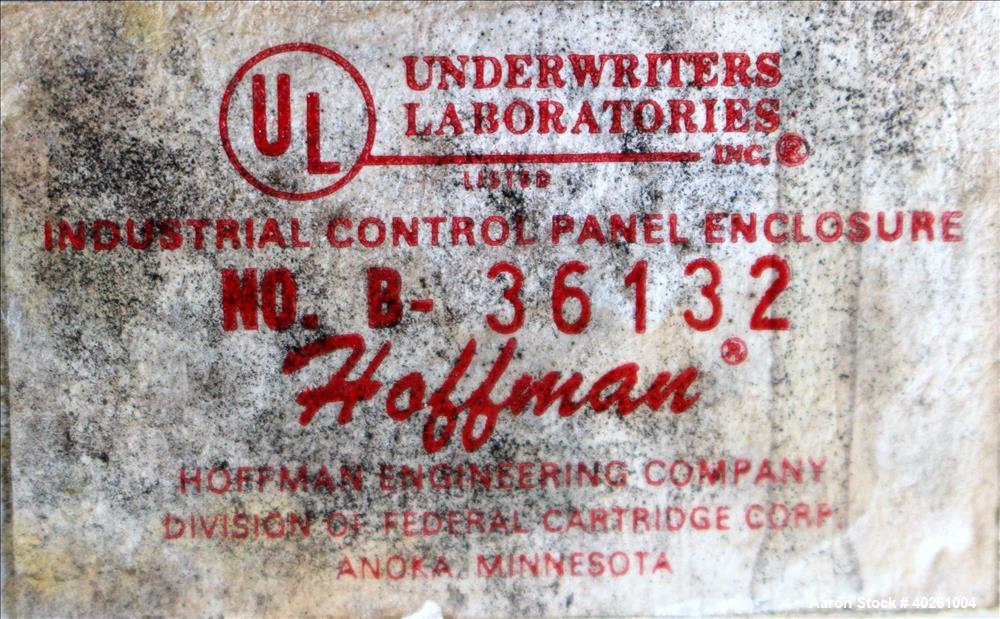 UL
UNDERWRITERS
LABORATORIES
INC.®
LISTED
INDUSTRIAL CONTROL PANEL ENCLOSURE
NO. B- 36132
Hoffman®
HOFFMAN ENGINEERING COMPANY
DIVISION OF FEDERAL CARTRIDGE CORP.
ANOKA, MINNESOTA
Aaron Stock # 40261004